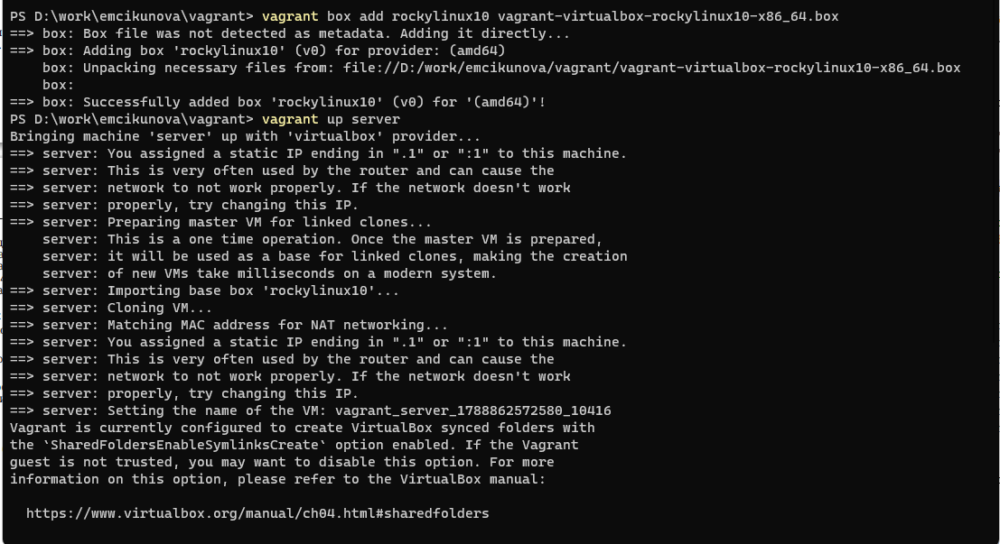 PS D:\work\emcikunova\vagrant> vagrant box add rockylinux10 vagrant-virtualbox-rockylinux10-x86_64.box
==> box: Box file was not detected as metadata. Adding it directly...
==> box: Adding box 'rockylinux10' (v0) for provider: (amd64)
    box: Unpacking necessary files from: file://D:/work/emcikunova/vagrant/vagrant-virtualbox-rockylinux10-x86_64.box
    box:
==> box: Successfully added box 'rockylinux10' (v0) for '(amd64)'!
PS D:\work\emcikunova\vagrant> vagrant up server
Bringing machine 'server' up with 'virtualbox' provider...
==> server: You assigned a static IP ending in ".1" or ":1" to this machine.
==> server: This is very often used by the router and can cause the
==> server: network to not work properly. If the network doesn't work
==> server: properly, try changing this IP.
==> server: Preparing master VM for linked clones...
    server: This is a one time operation. Once the master VM is prepared,
    server: it will be used as a base for linked clones, making the creation
    server: of new VMs take milliseconds on a modern system.
==> server: Importing base box 'rockylinux10'...
==> server: Cloning VM...
==> server: Matching MAC address for NAT networking...
==> server: You assigned a static IP ending in ".1" or ":1" to this machine.
==> server: This is very often used by the router and can cause the
==> server: network to not work properly. If the network doesn't work
==> server: properly, try changing this IP.
==> server: Setting the name of the VM: vagrant_server_1788862572580_10416
Vagrant is currently configured to create VirtualBox synced folders with
the `SharedFoldersEnableSymlinksCreate` option enabled. If the Vagrant
guest is not trusted, you may want to disable this option. For more
information on this option, please refer to the VirtualBox manual:

  https://www.virtualbox.org/manual/ch04.html#sharedfolders